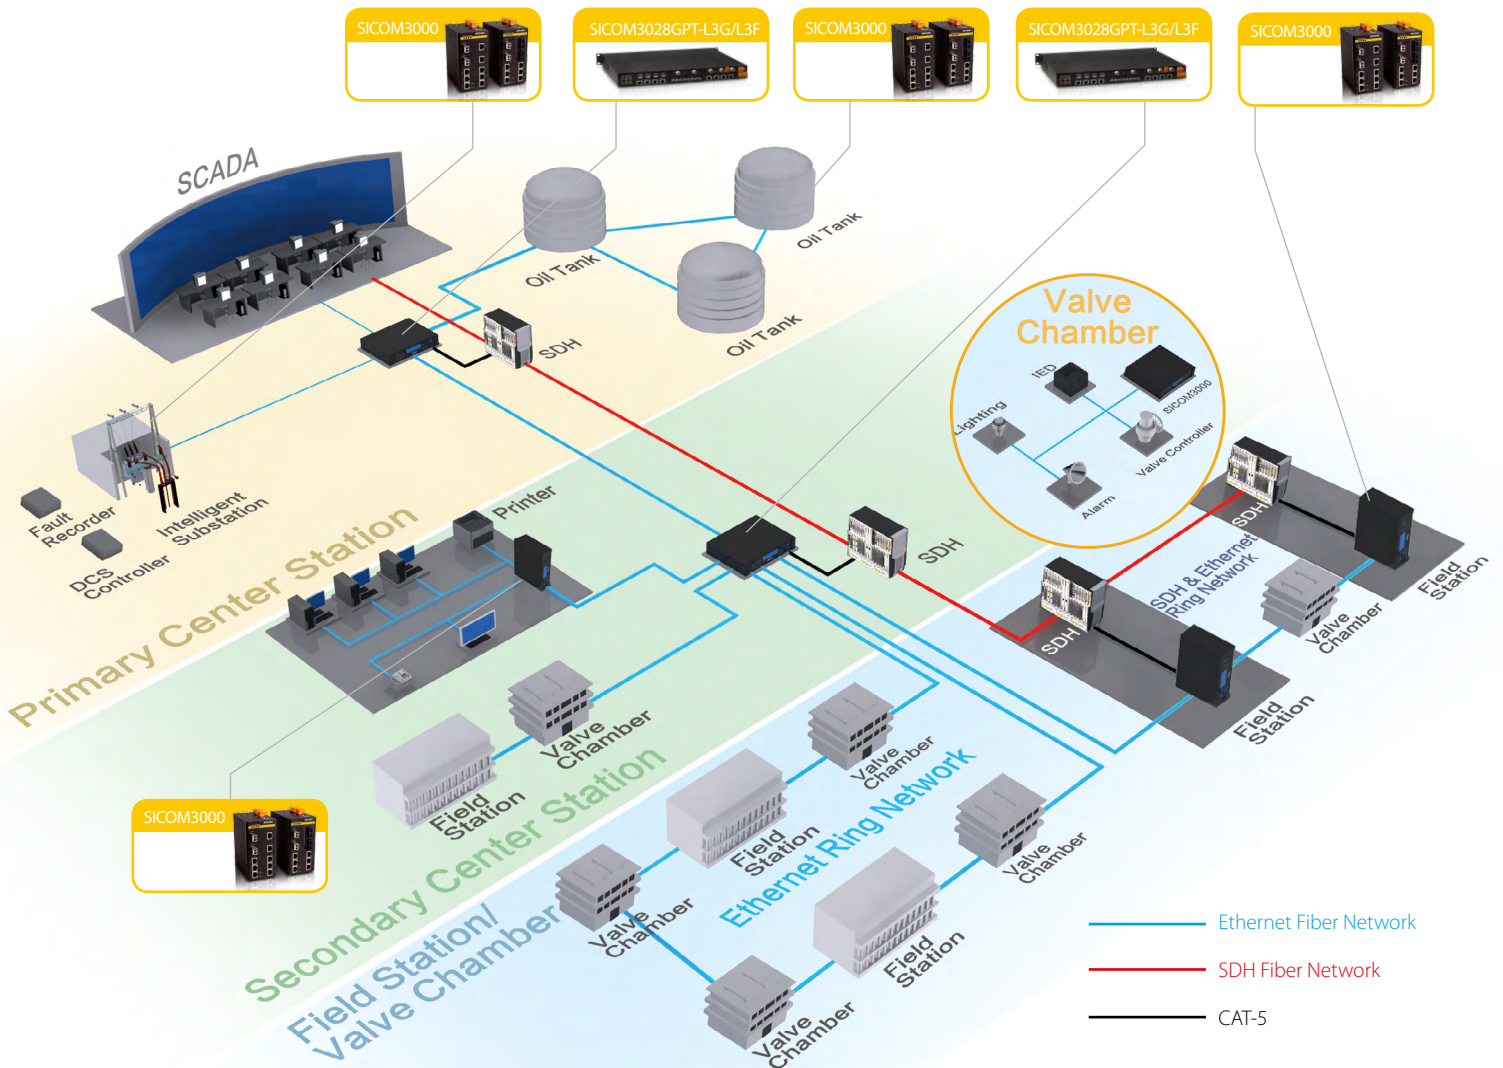 SICOM3000
SICOM3028GPT-L3G/L3F
SICOM3000
SICOM3028GPT-L3G/L3F
SICOM3000
SCADA
Oil Tank
Oil Tank
Oil Tank
SDH
Valve
Chamber
IED
SICOM3000
Lighting
Valve Controller
Alarm
Fault
Recorder
Intelligent
Substation
DCS
Controller
Printer
Primary Center Station
SDH
SDH
SDH & Ethernet
Ring Network
Field
Station
Valve
Chamber
SDH
Field
Station
Valve
Chamber
Field
Station
SICOM3000
Secondary Center Station
Valve
Chamber
Field
Station
Ethernet Ring Network
Valve
Chamber
Valve
Chamber
Field
Station
Valve
Chamber
Field Station/
Valve Chamber
Ethernet Fiber Network
SDH Fiber Network
CAT-5